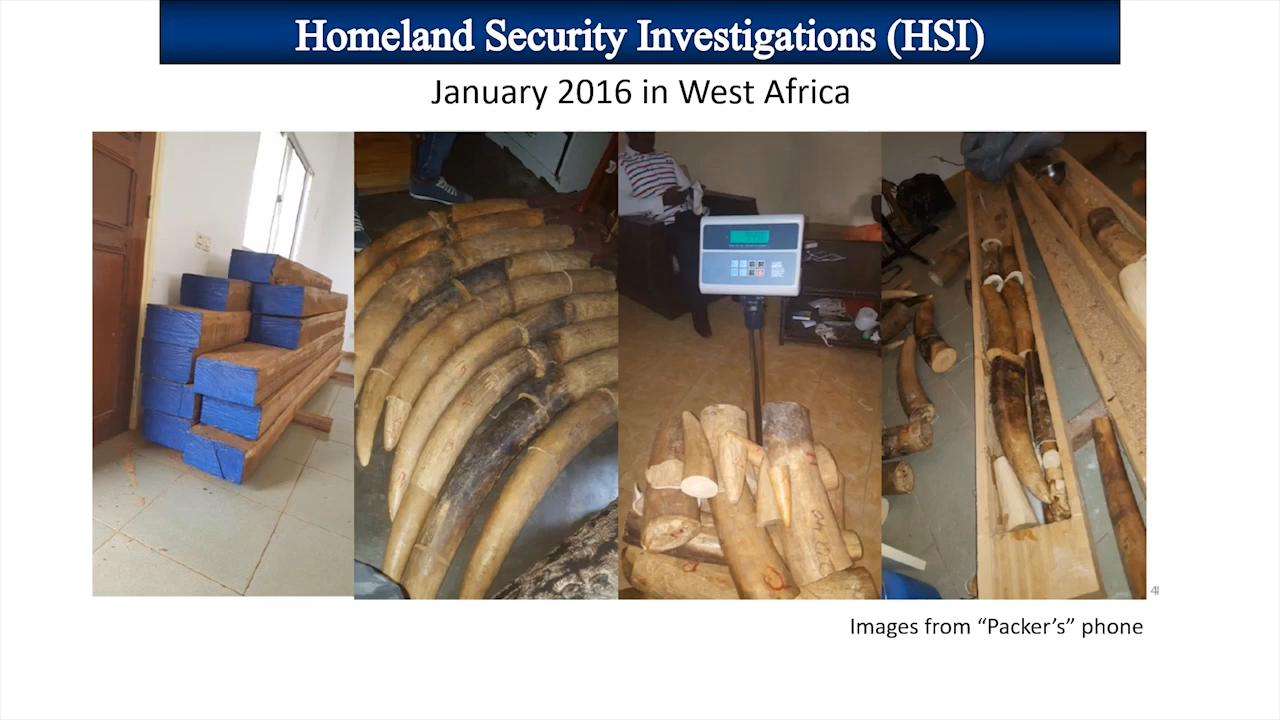 Homeland Security Investigations (HSI)
January 2016 in West Africa
Images from “Packer’s” phone